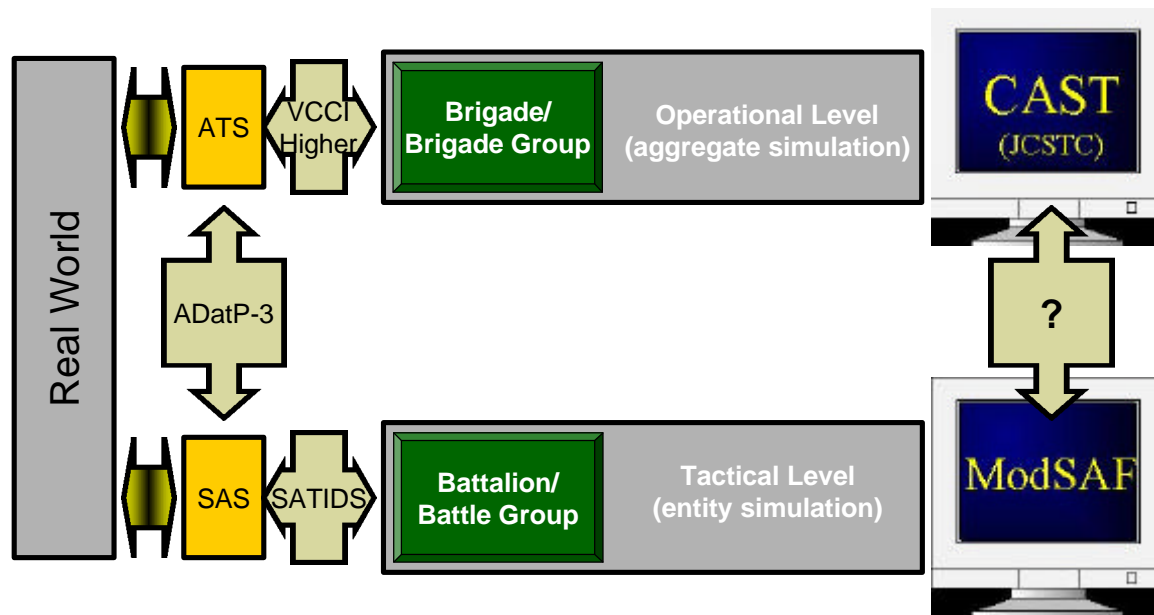 Real World
ATS
VCCI
Higher
Brigade/
Brigade Group
Operational Level
(aggregate simulation)
CAST
(JCSTC)
ADatP-3
?
SAS
SATIDS
Battalion/
Battle Group
Tactical Level
(entity simulation)
ModSAF